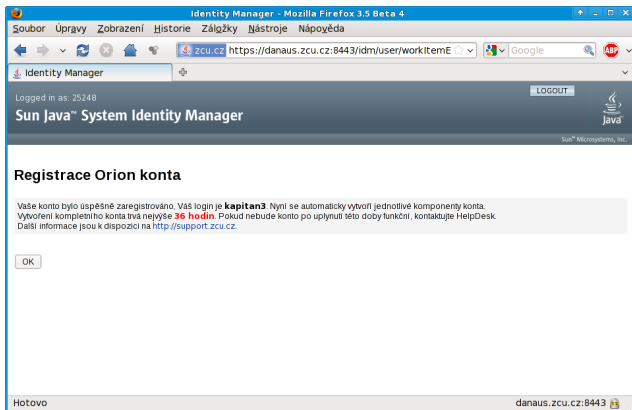 Identity Manager - Mozilla Firefox 3.5 Beta 4
Soubor Úpravy Zobrazení Historie Záložky Nástroje Nápověda
zcu.cz https://danaus.zcu.cz:8443/idm/user/workItemE Google ABP
Identity Manager
LOGOUT
Logged in as: 25248
Sun Java™ System Identity Manager
Java
Sun™ Microsystems, Inc.
Registrace Orion konta
Vaše konto bylo úspěšně zaregistrováno, Váš login je kapitan3. Nyní se automaticky vytvoří jednotlivé komponenty konta.
Vytvoření kompletního konta trvá nejvýše 36 hodin. Pokud nebude konto po uplynutí této doby funkční, kontaktujte HelpDesk.
Další informace jsou k dispozici na http://support.zcu.cz.
OK
Hotovo danaus.zcu.cz:8443